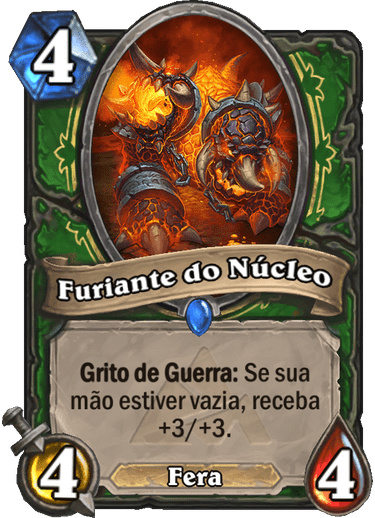 4
Furiante do Núcleo
Grito de Guerra: Se sua
mão estiver vazia, receba
+3/+3.
4
Fera
4